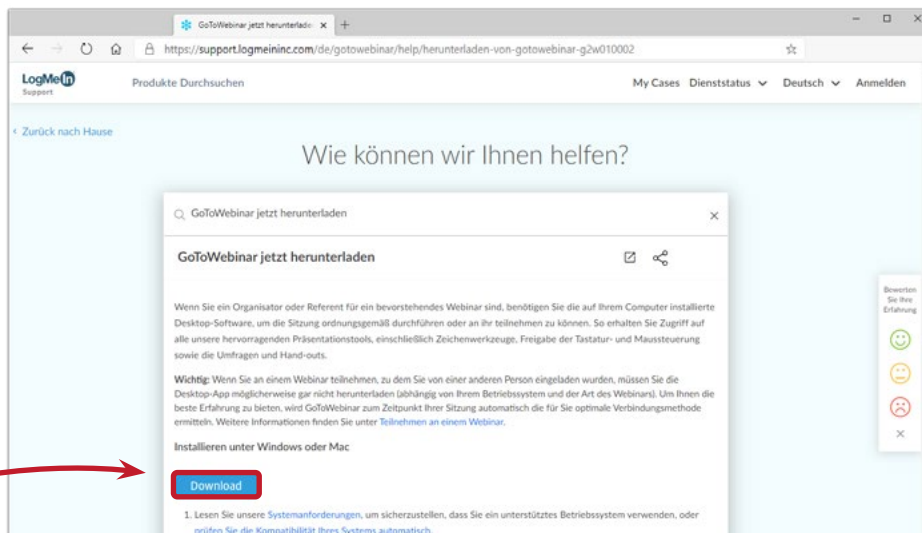 GoToWebinar jetzt herunterlade
https://support.logmeininc.com/de/gotowebinar/help/herunterladen-von-gotowebinar-g2w010002
LogMeIn
Support
Produkte Durchsuchen
My Cases Dienststatus Deutsch Anmelden
Zurück nach Hause
Wie können wir Ihnen helfen?
GoToWebinar jetzt herunterladen
GoToWebinar jetzt herunterladen
Wenn Sie ein Organisator oder Referent für ein bevorstehendes Webinar sind, benötigen Sie die auf Ihrem Computer installierte
Desktop-Software, um die Sitzung ordnungsgemäß durchführen oder an ihr teilnehmen zu können. So erhalten Sie Zugriff auf
alle unsere hervorragenden Präsentationstools, einschließlich Zeichenwerkzeuge, Freigabe der Tastatur- und Maussteuerung
sowie die Umfragen und Hand-outs.
Wichtig: Wenn Sie an einem Webinar teilnehmen, zu dem Sie von einer anderen Person eingeladen wurden, müssen Sie die
Desktop-App möglicherweise gar nicht herunterladen (abhängig von Ihrem Betriebssystem und der Art des Webinars). Um Ihnen die
beste Erfahrung zu bieten, wird GoToWebinar zum Zeitpunkt Ihrer Sitzung automatisch die für Sie optimale Verbindungsmethode
ermitteln. Weitere Informationen finden Sie unter Teilnehmen an einem Webinar.
Installieren unter Windows oder Mac
Download
1. Lesen Sie unsere Systemanforderungen, um sicherzustellen, dass Sie ein unterstütztes Betriebssystem verwenden, oder
prüfen Sie die Kompatibilität Ihres Systems automatisch.
Bewerten
Sie Ihre
Erfahrung